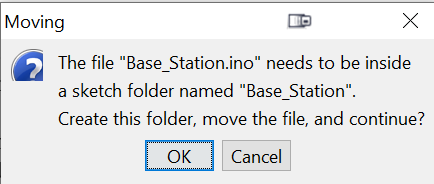 Moving
The file "Base_Station.ino" needs to be inside
a sketch folder named "Base_Station".
Create this folder, move the file, and continue?
OK
Cancel